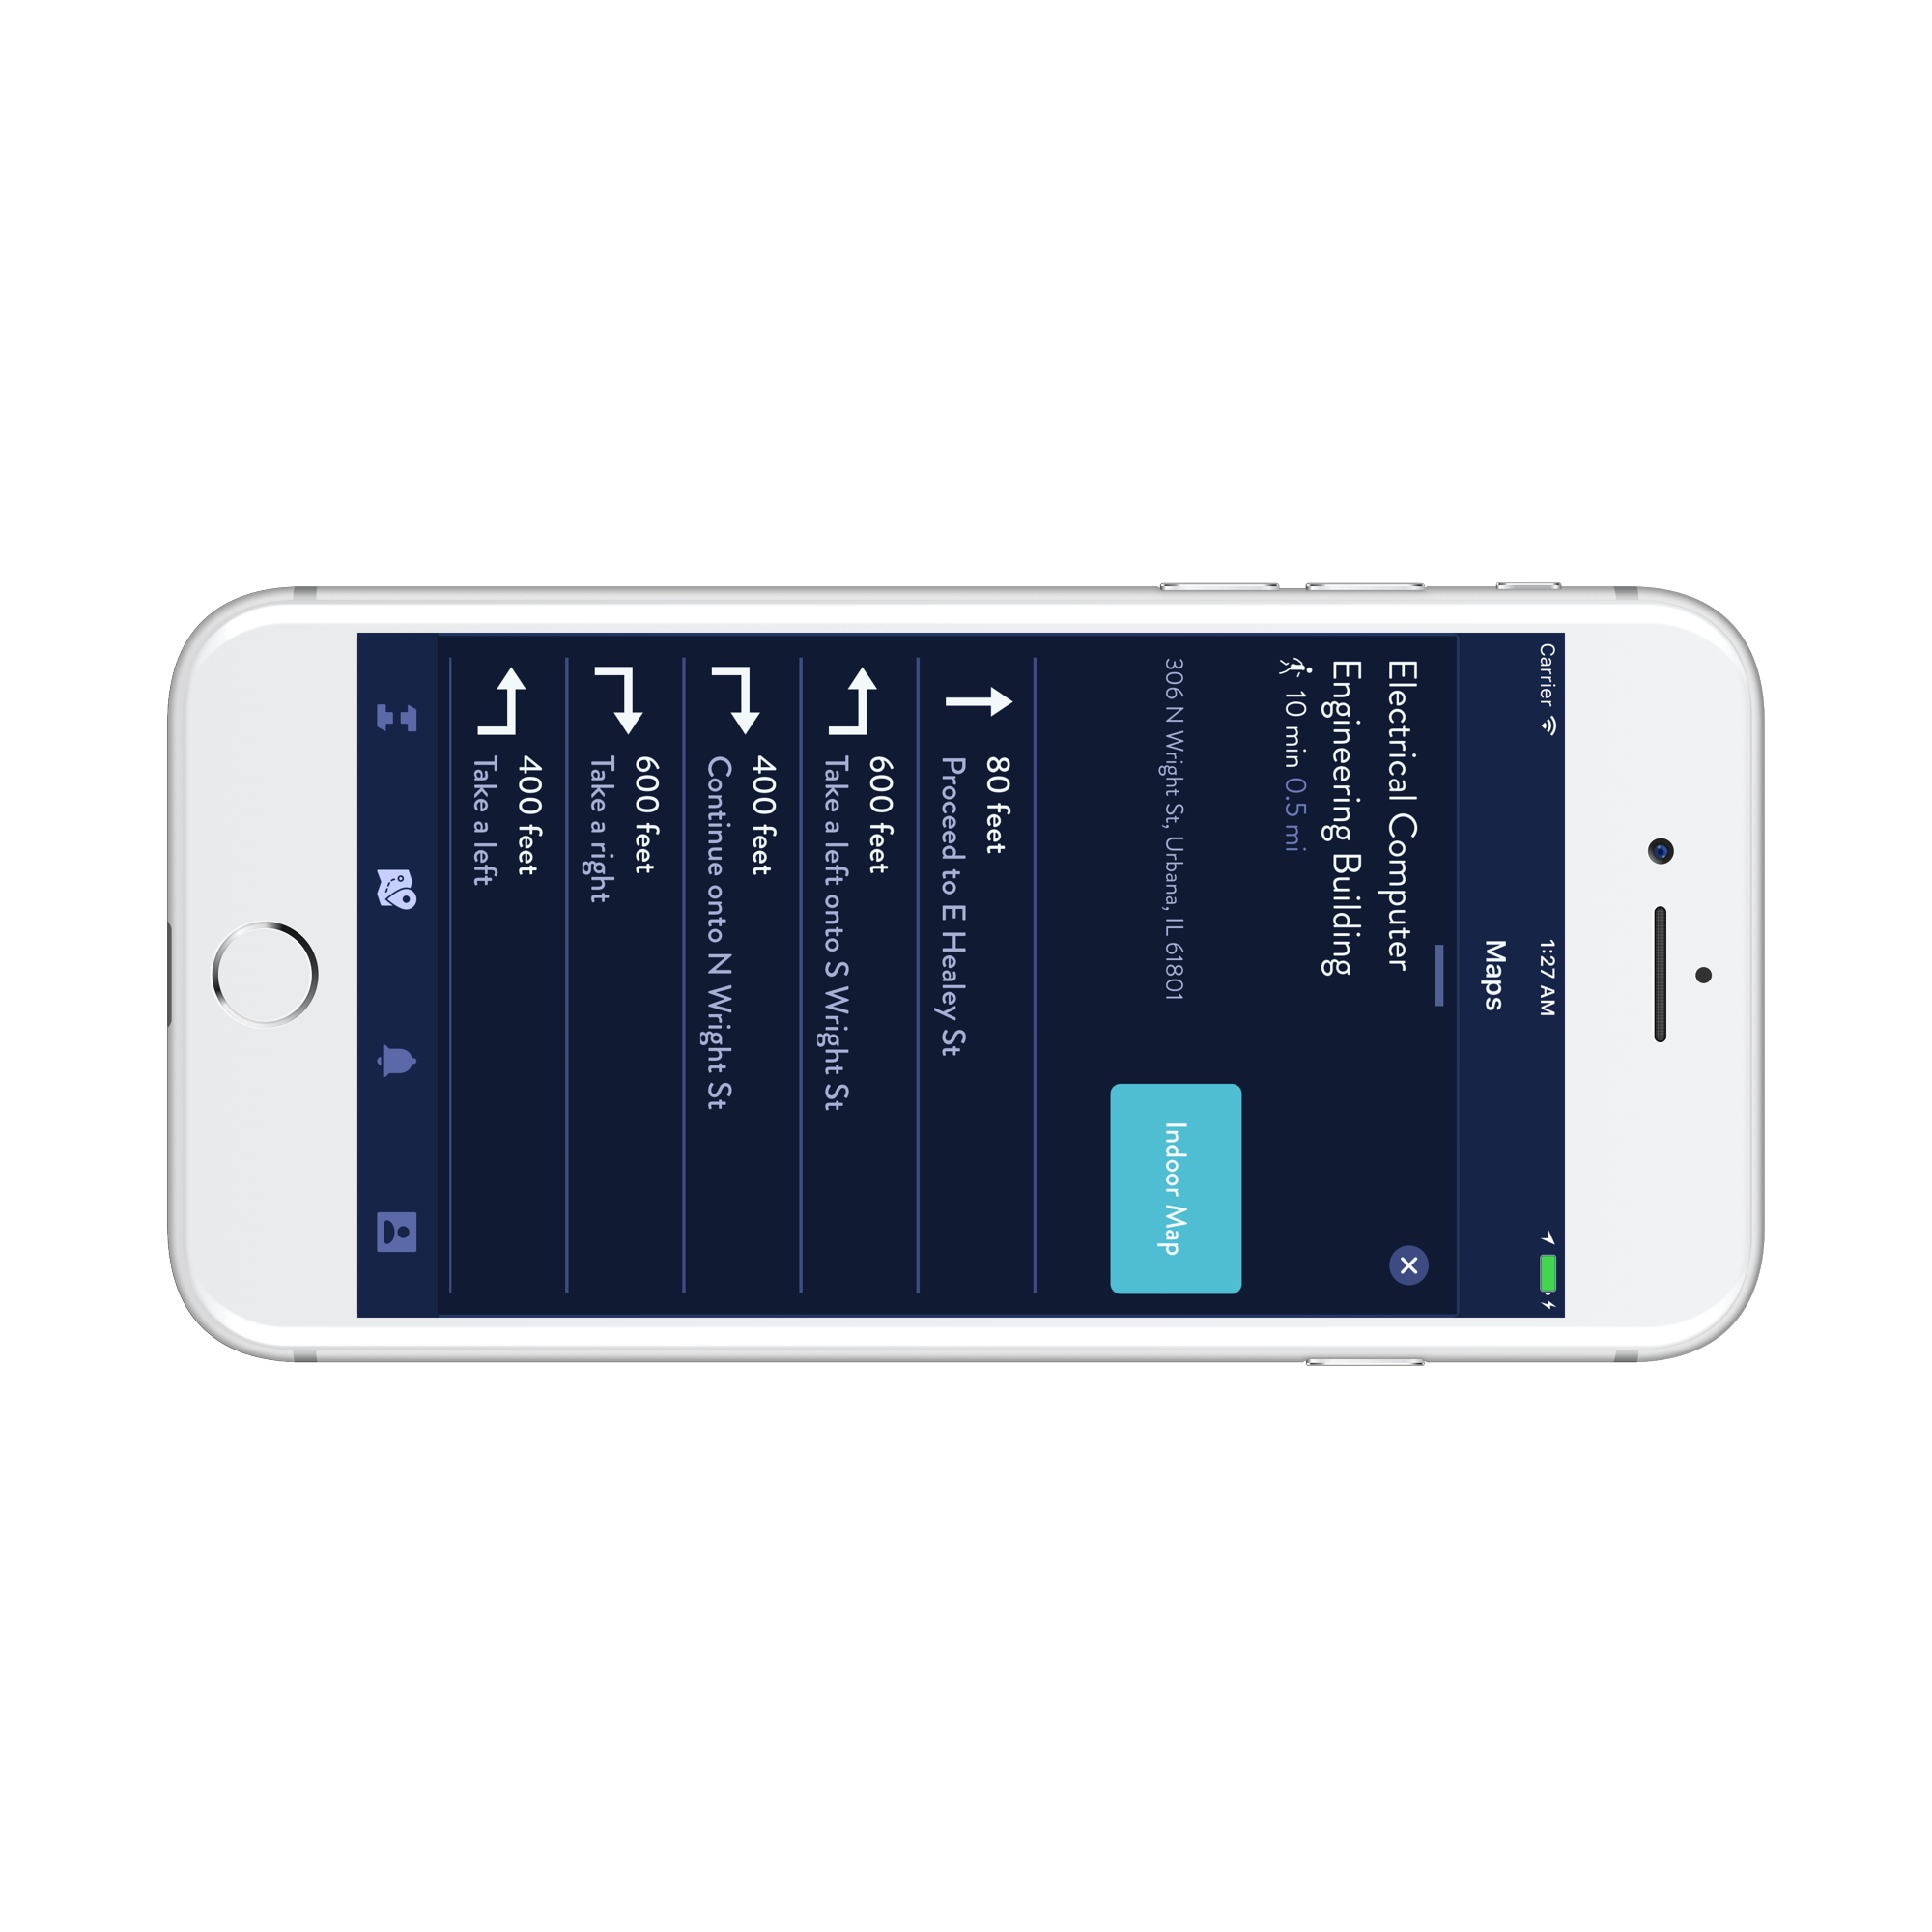 Carrier 1:27 AM
Maps
Electrical Computer
Engineering Building
10 min 0.5 mi
306 N Wright St, Urbana, IL 61801
Indoor Map
80 feet
Proceed to E Healey St
600 feet
Take a left onto S Wright St
400 feet
Continue onto N Wright St
600 feet
Take a right
400 feet
Take a left